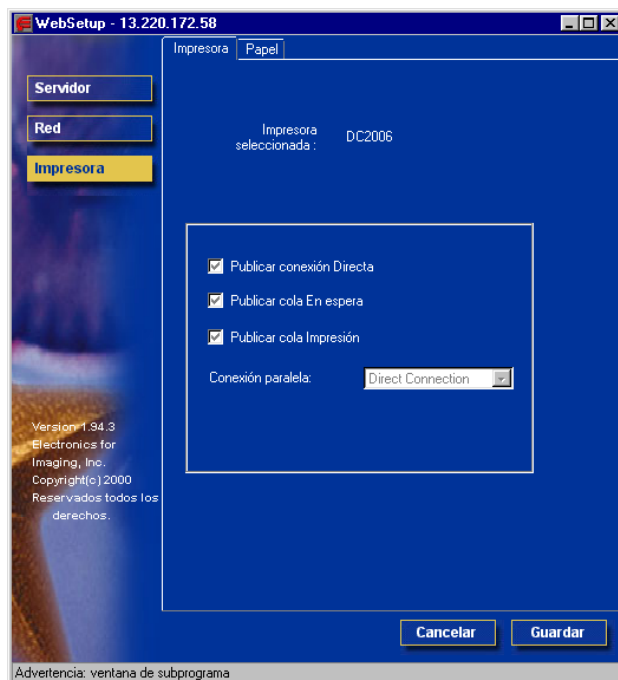 WebSetup - 13.220.172.58
Impresora
Papel
Servidor
Red
Impresora
Impresora
seleccionada :
DC2006
Publicar conexión Directa
Publicar cola En espera
Publicar cola Impresión
Conexión paralela:
Direct Connection
Version 1.94.3
Electronics for
Imaging, Inc.
Copyright(c) 2000
Reservados todos los
derechos.
Cancelar
Guardar
Advertencia: ventana de subprograma